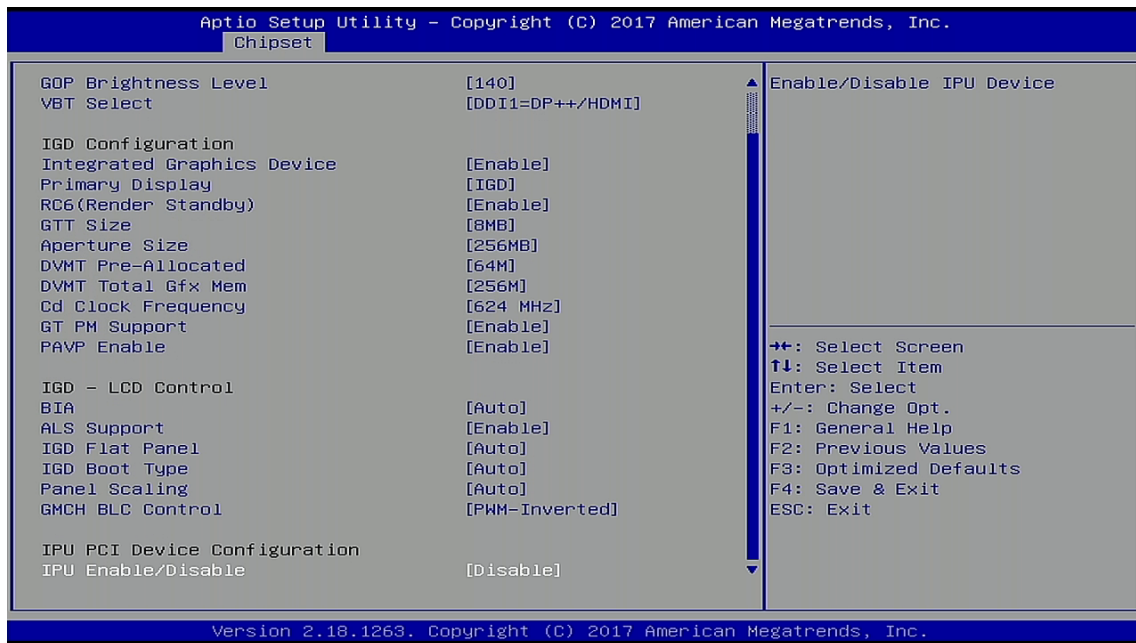 Aptio Setup Utility – Copyright (C) 2017 American Megatrends, Inc.
Chipset
GOP Brightness Level [140]
VBT Select [DDI1=DP++/HDMI]
IGD Configuration
Integrated Graphics Device [Enable]
Primary Display [IGD]
RC6(Render Standby) [Enable]
GTT Size [8MB]
Aperture Size [256MB]
DVMT Pre-Allocated [64M]
DVMT Total Gfx Mem [256M]
Cd Clock Frequency [624 MHz]
GT PM Support [Enable]
PAVP Enable [Enable]
IGD - LCD Control
BIA [Auto]
ALS Support [Enable]
IGD Flat Panel [Auto]
IGD Boot Type [Auto]
Panel Scaling [Auto]
GMCH BLC Control [PWM-Inverted]
IPU PCI Device Configuration
IPU Enable/Disable [Disable]
Enable/Disable IPU Device
→←: Select Screen
↑↓: Select Item
Enter: Select
+/-: Change Opt.
F1: General Help
F2: Previous Values
F3: Optimized Defaults
F4: Save & Exit
ESC: Exit
Version 2.18.1263. Copyright (C) 2017 American Megatrends, Inc.